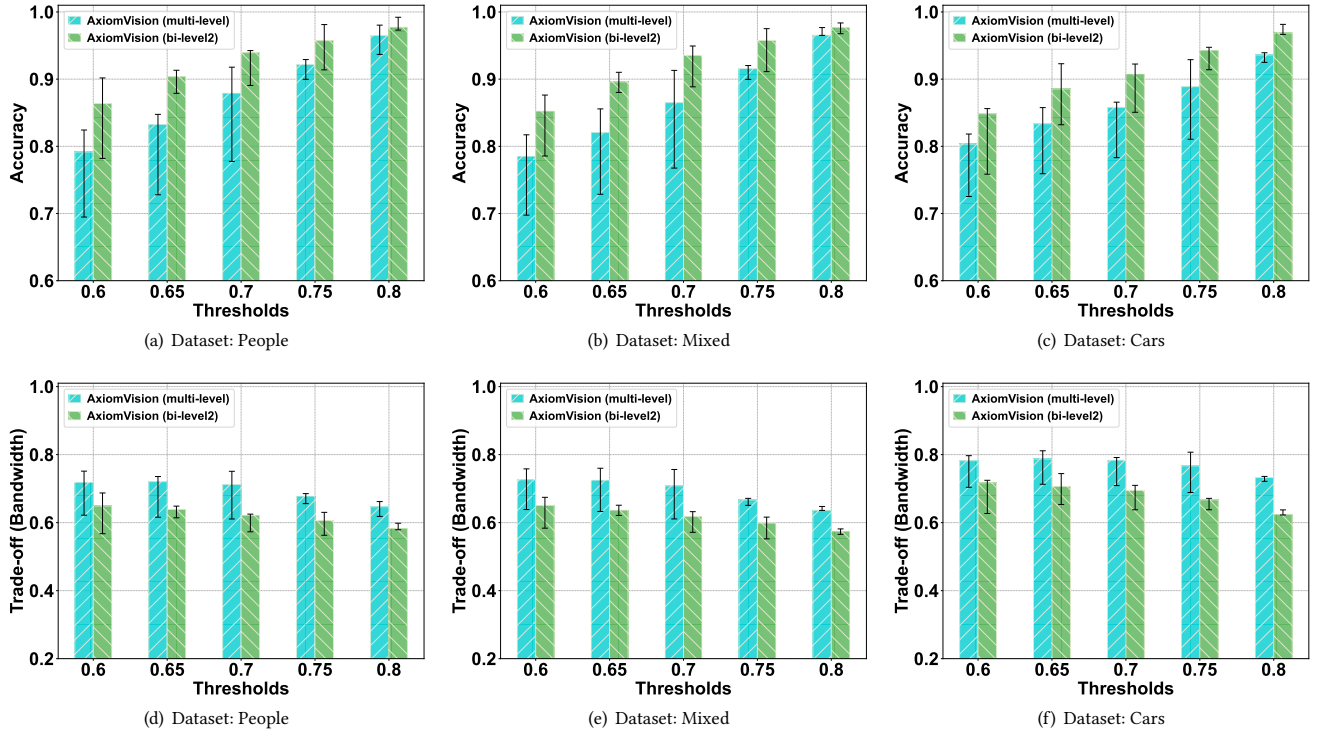 AxiomVision (multi-level)
AxiomVision (bi-level2)
Accuracy
1.0
0.9
0.8
0.7
0.6
0.6 0.65 0.7 0.75 0.8
Thresholds
(a) Dataset: People
AxiomVision (multi-level)
AxiomVision (bi-level2)
Accuracy
1.0
0.9
0.8
0.7
0.6
0.6 0.65 0.7 0.75 0.8
Thresholds
(b) Dataset: Mixed
AxiomVision (multi-level)
AxiomVision (bi-level2)
Accuracy
1.0
0.9
0.8
0.7
0.6
0.6 0.65 0.7 0.75 0.8
Thresholds
(c) Dataset: Cars
AxiomVision (multi-level)
AxiomVision (bi-level2)
Trade-off (Bandwidth)
1.0
0.8
0.6
0.4
0.2
0.6 0.65 0.7 0.75 0.8
Thresholds
(d) Dataset: People
AxiomVision (multi-level)
AxiomVision (bi-level2)
Trade-off (Bandwidth)
1.0
0.8
0.6
0.4
0.2
0.6 0.65 0.7 0.75 0.8
Thresholds
(e) Dataset: Mixed
AxiomVision (multi-level)
AxiomVision (bi-level2)
Trade-off (Bandwidth)
1.0
0.8
0.6
0.4
0.2
0.6 0.65 0.7 0.75 0.8
Thresholds
(f) Dataset: Cars